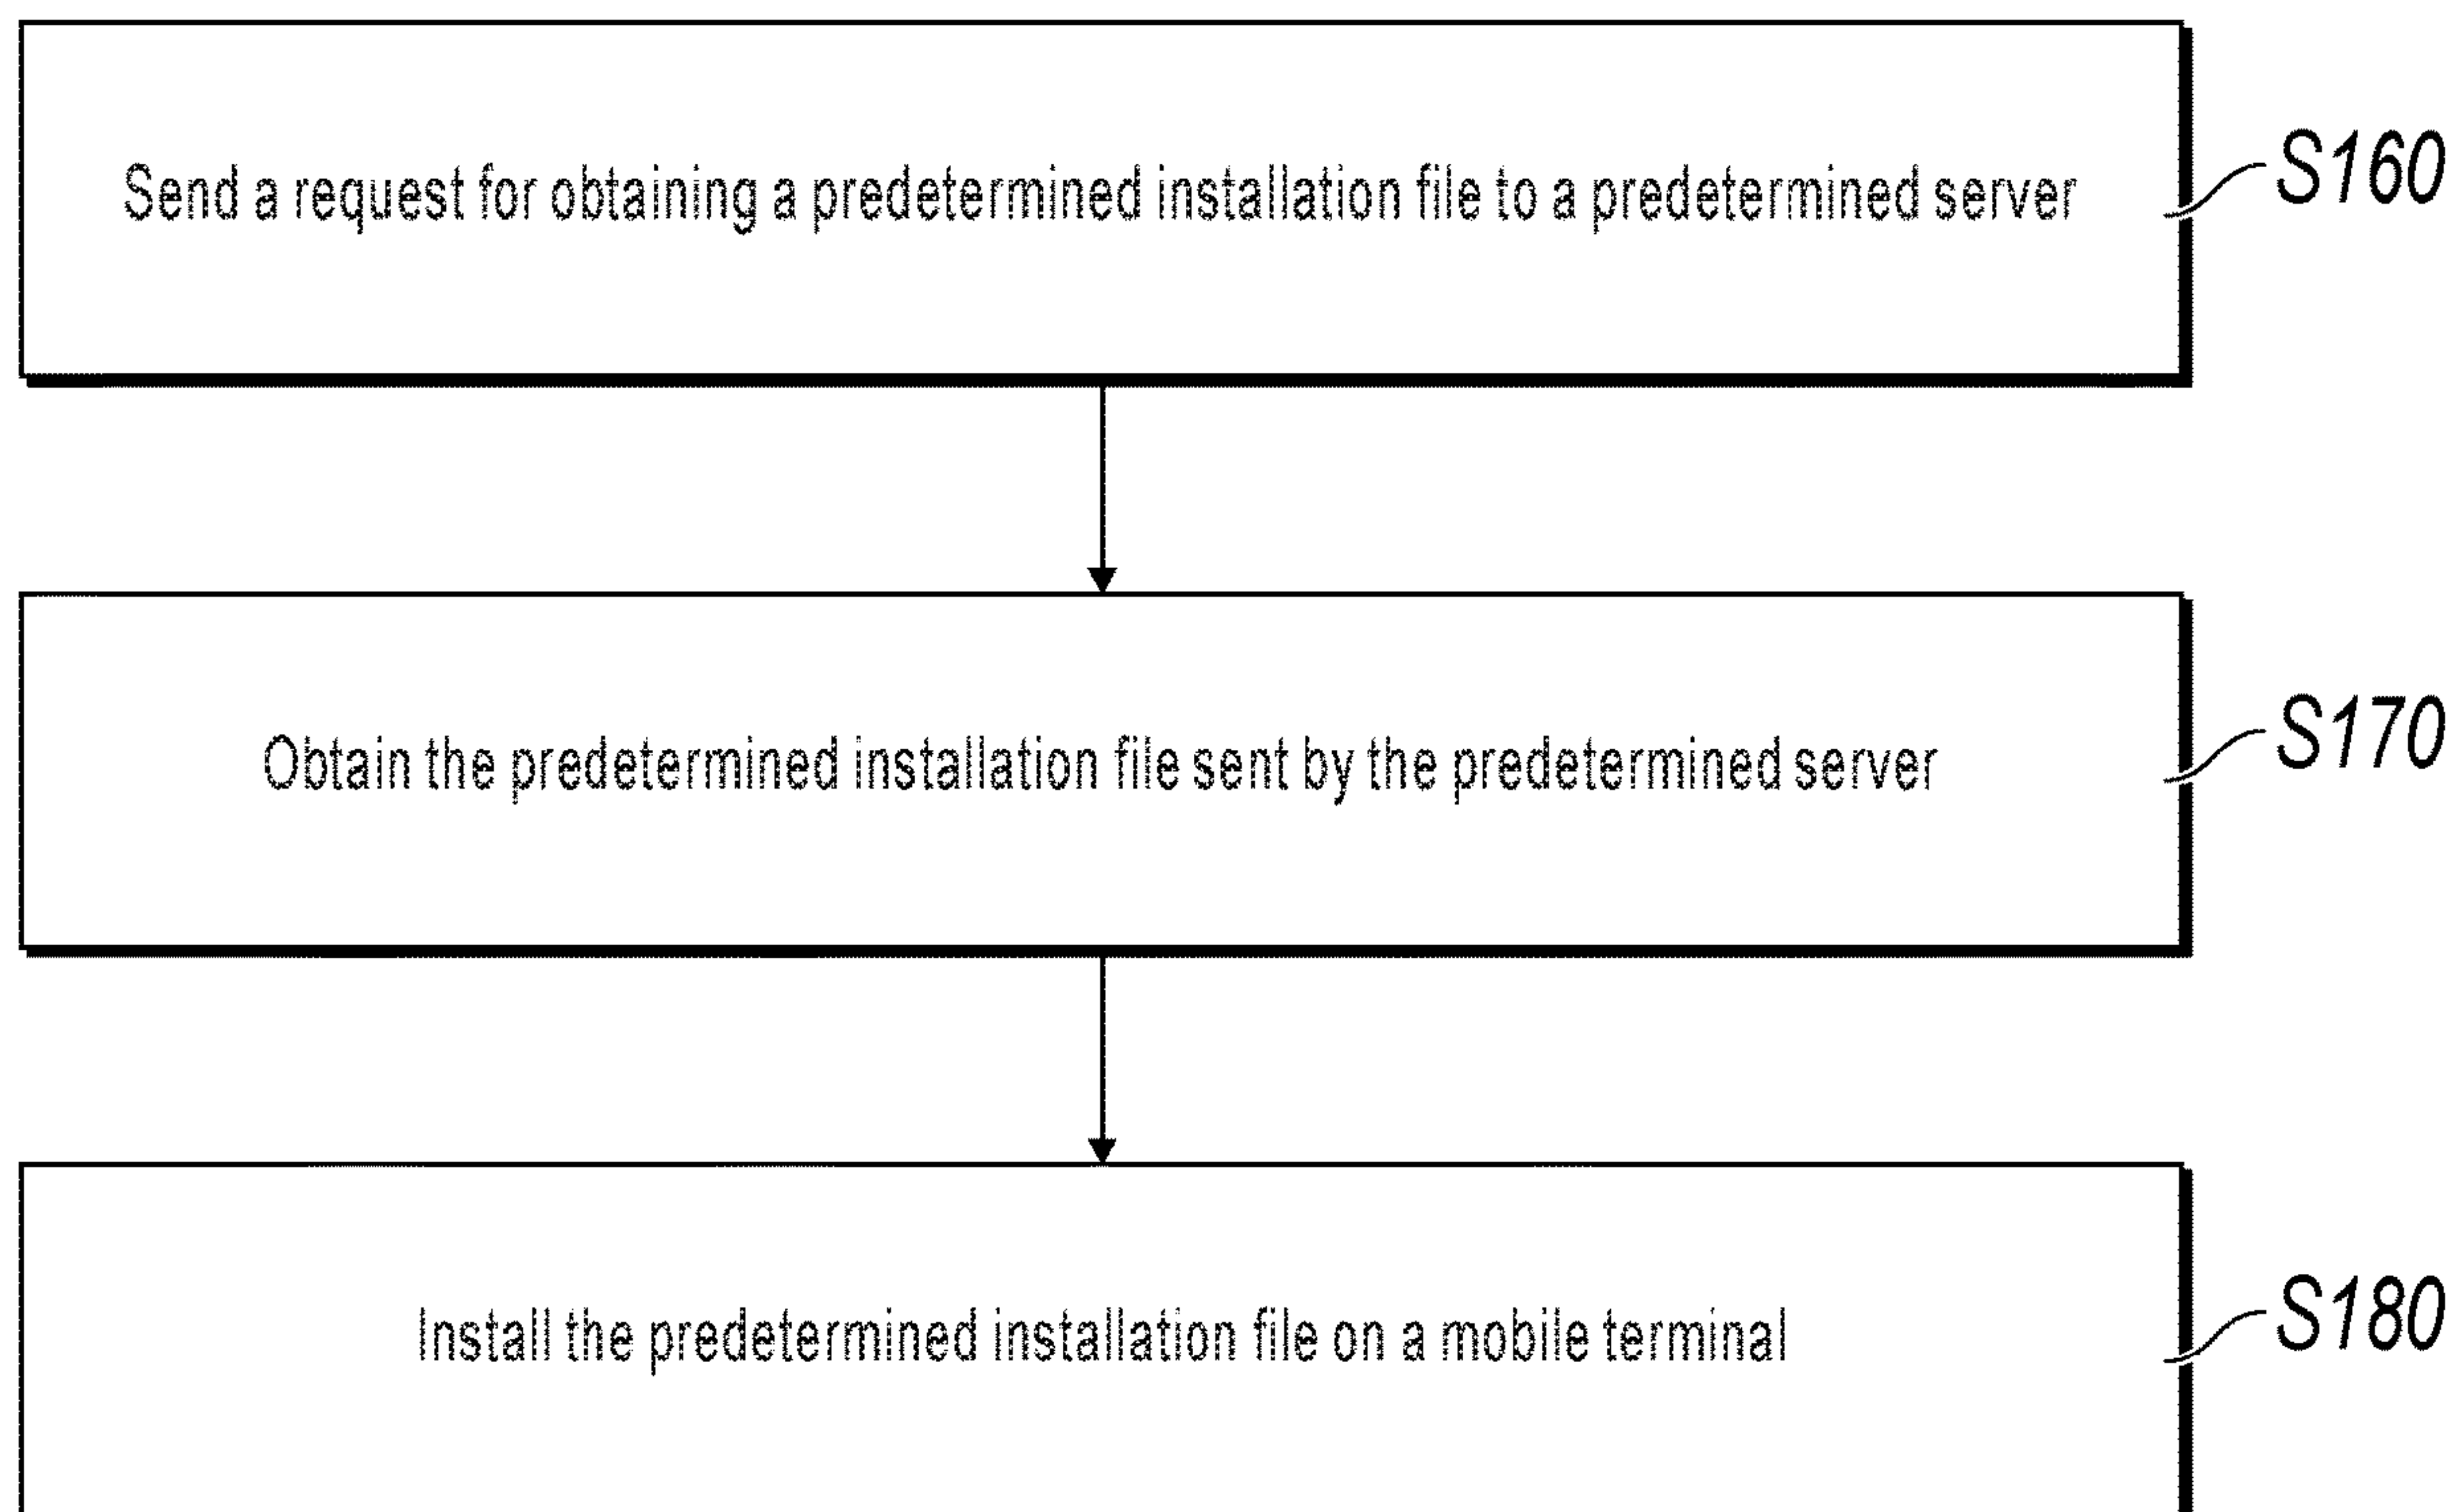 Send a request for obtaining a predetermined installation file to a predetermined server
S160
Obtain the predetermined installation file sent by the predetermined server
S170
Install the predetermined installation file on a mobile terminal
S180